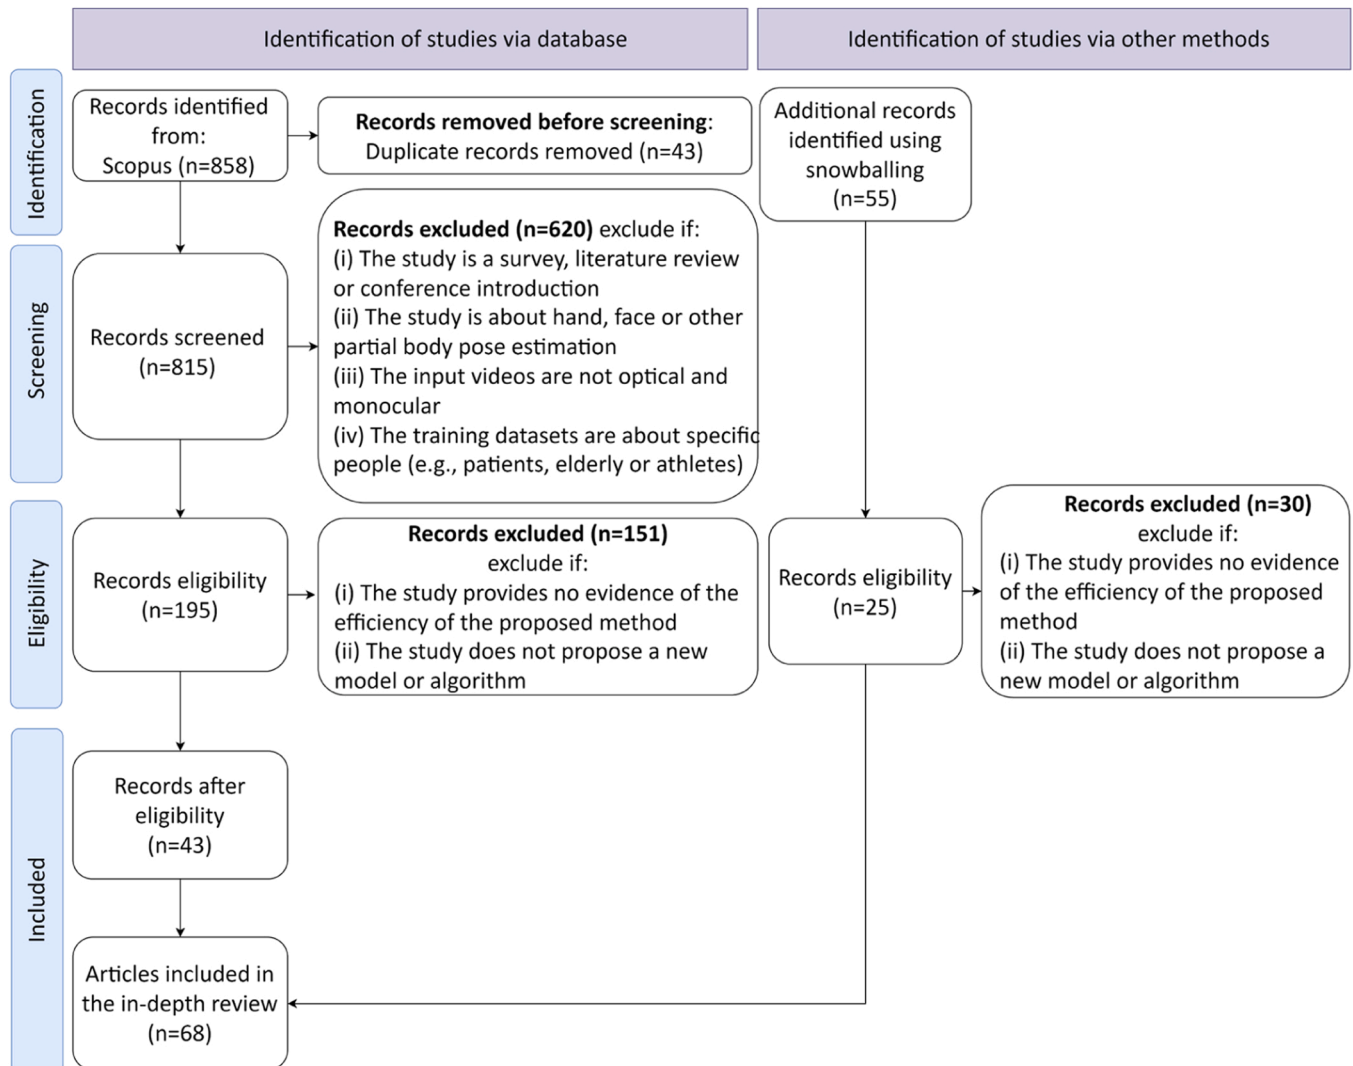 Identification of studies via database
Identification of studies via other methods
Identification
Records identified
from:
Scopus (n=858)
Records removed before screening:
Duplicate records removed (n=43)
Additional records
identified using
snowballing
(n=55)
Screening
Records screened
(n=815)
Records excluded (n=620) exclude if:
(i) The study is a survey, literature review
or conference introduction
(ii) The study is about hand, face or other
partial body pose estimation
(iii) The input videos are not optical and
monocular
(iv) The training datasets are about specific
people (e.g., patients, elderly or athletes)
Eligibility
Records eligibility
(n=195)
Records excluded (n=151)
exclude if:
(i) The study provides no evidence of the
efficiency of the proposed method
(ii) The study does not propose a new
model or algorithm
Records eligibility
(n=25)
Records excluded (n=30)
exclude if:
(i) The study provides no evidence
of the efficiency of the proposed
method
(ii) The study does not propose a
new model or algorithm
Included
Records after
eligibility
(n=43)
Articles included in
the in-depth review
(n=68)